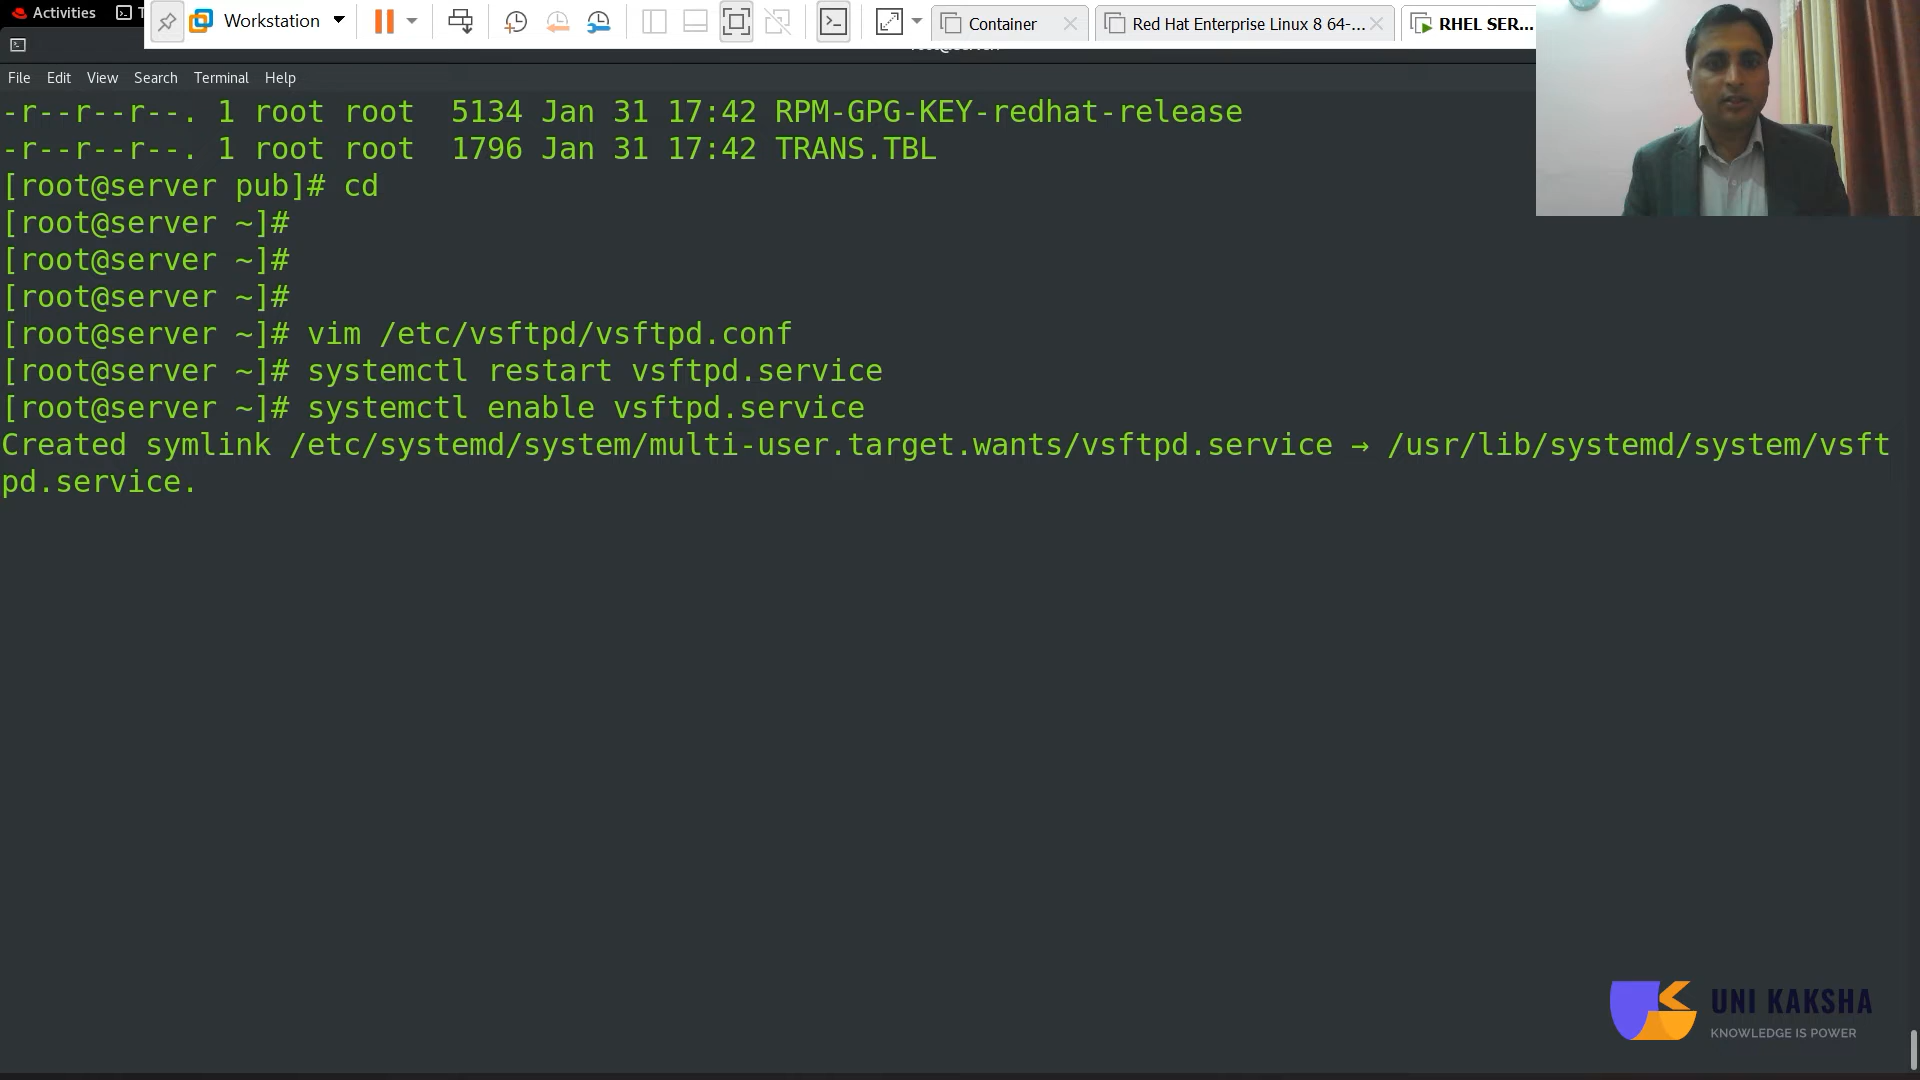 Activities
Workstation
Container
Red Hat Enterprise Linux 8 64-...
RHEL SER...
File Edit View Search Terminal Help
-r--r--r--. 1 root root  5134 Jan 31 17:42 RPM-GPG-KEY-redhat-release
-r--r--r--. 1 root root  1796 Jan 31 17:42 TRANS.TBL
[root@server pub]# cd
[root@server ~]#
[root@server ~]#
[root@server ~]#
[root@server ~]# vim /etc/vsftpd/vsftpd.conf
[root@server ~]# systemctl restart vsftpd.service
[root@server ~]# systemctl enable vsftpd.service
Created symlink /etc/systemd/system/multi-user.target.wants/vsftpd.service → /usr/lib/systemd/system/vsft
pd.service.
UNI KAKSHA
KNOWLEDGE IS POWER